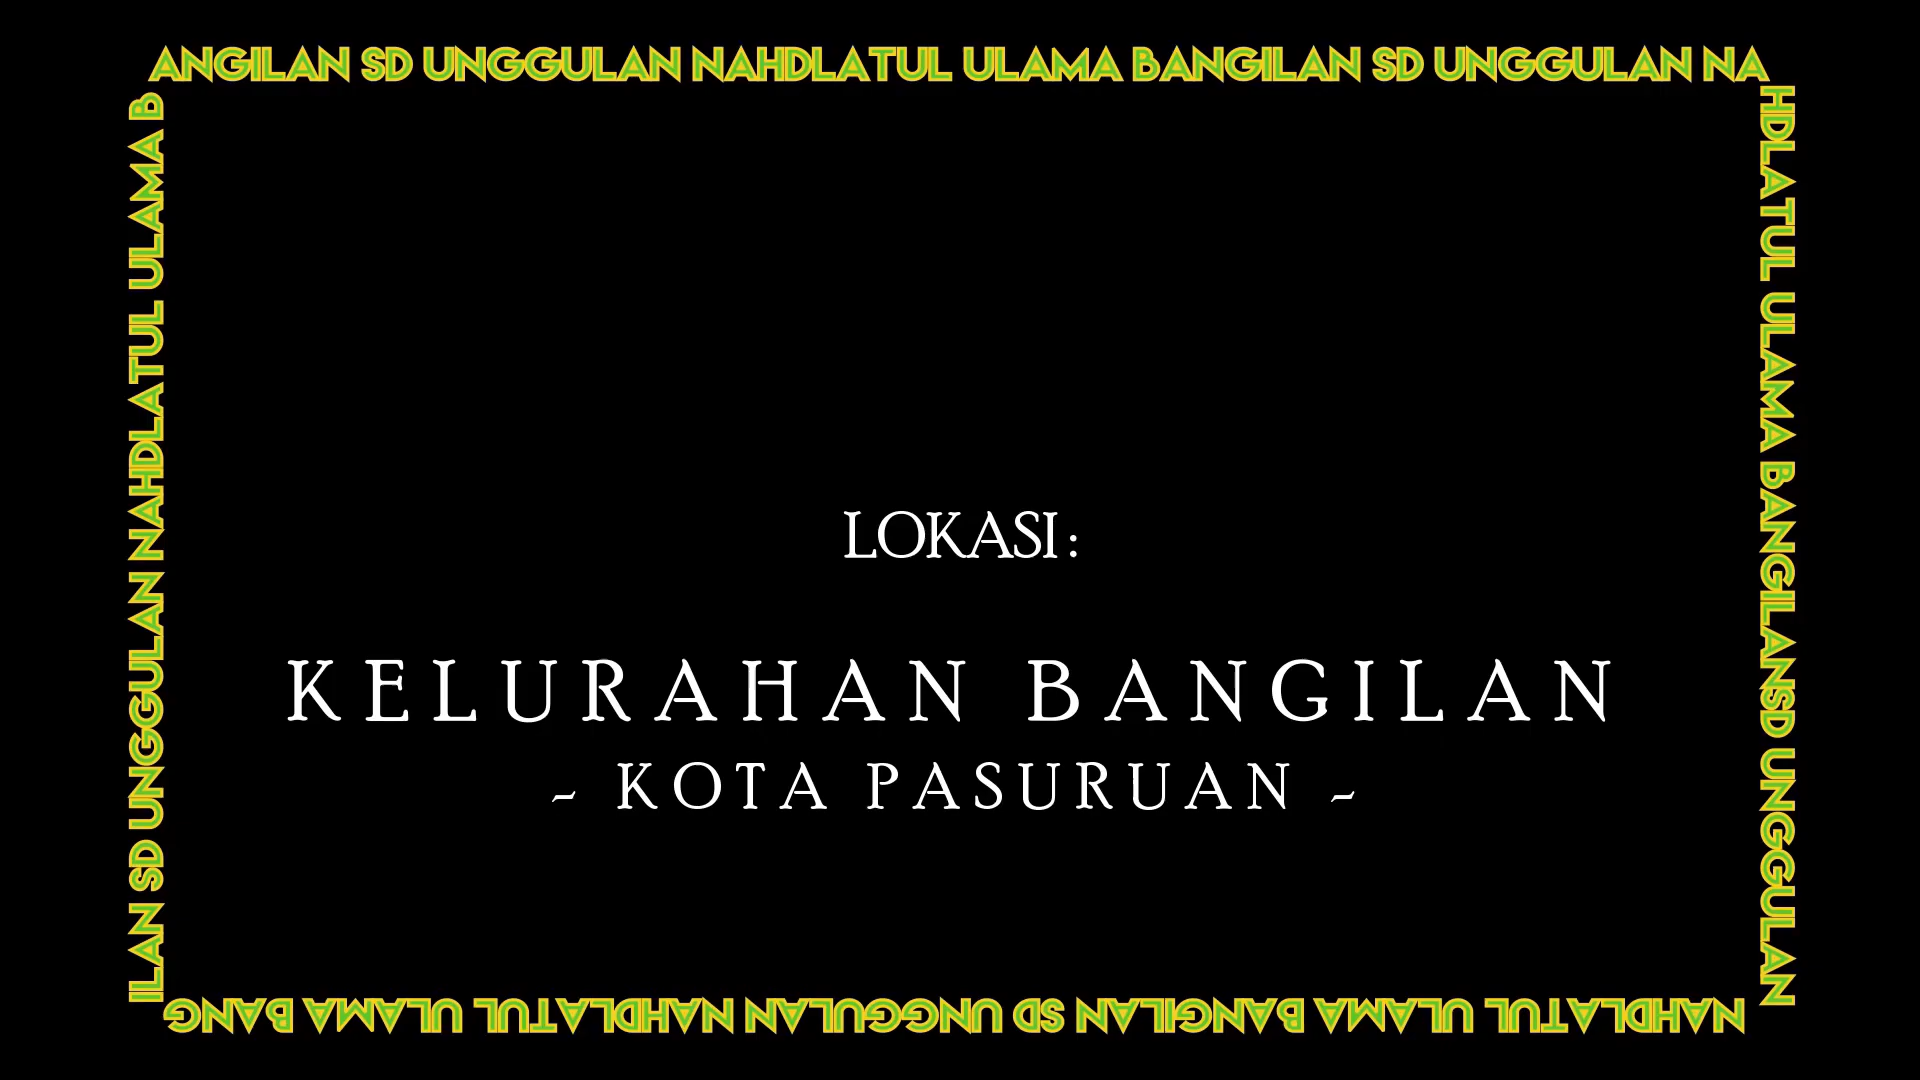 ANGILAN SD UNGGULAN NAHDLATUL ULAMA BANGILAN SD UNGGULAN NA
HDLATUL ULAMA BANGILANSD UNGGULAN
NAHDLATUL ULAMA BANGILAN SD UNGGULAN NAHDLATUL ULAMA BANG
ILAN SD UNGGULAN NAHDLATUL ULAMA B
LOKASI:
KELURAHAN BANGILAN
- KOTA PASURUAN -